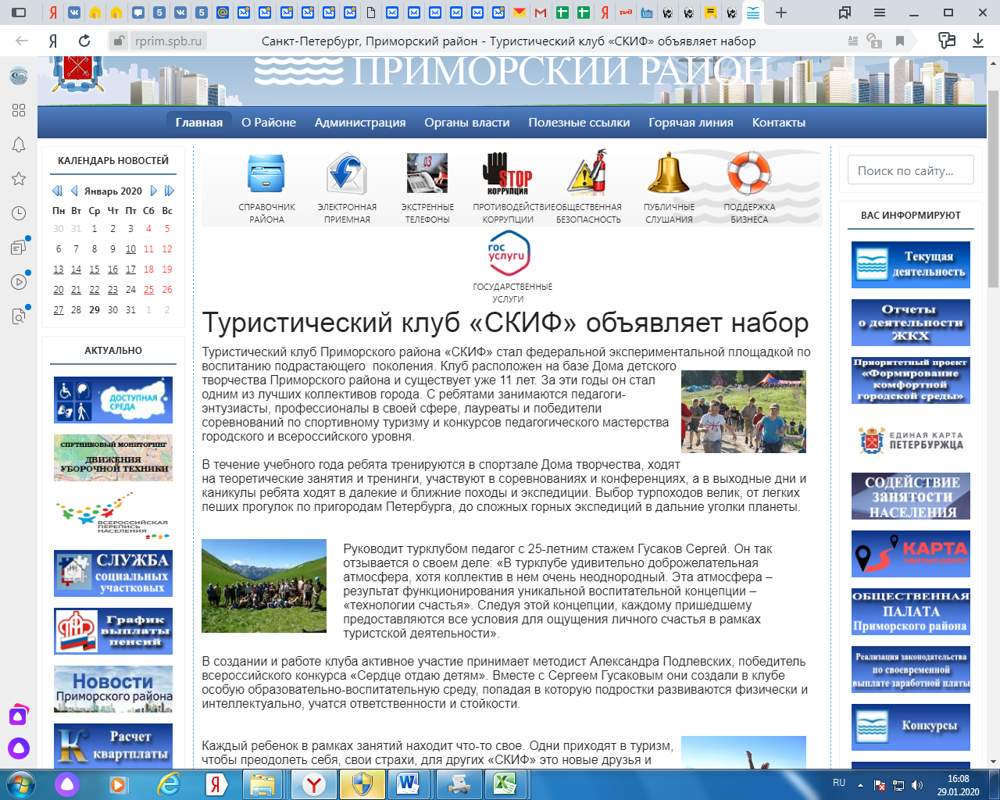 rprim.spb.ru
Санкт-Петербург, Приморский район - Туристический клуб «СКИФ» объявляет набор
1
ПРИМОРСКИЙ РАЙОН
Главная
О Районе
Администрация
Органы власти
Полезные ссылки
Горячая линия
Контакты
КАЛЕНДАРЬ НОВОСТЕЙ
Январь 2020
Пн Вт Ср Чт Пт Сб Вс
30 31 1 2 3 4 5
6 7 8 9 10 11 12
13 14 15 16 17 18 19
20 21 22 23 24 25 26
27 28 29 30 31 1 2
АКТУАЛЬНО
ДОСТУПНАЯ
СРЕДА
СПУТНИКОВЫЙ МОНИТОРИНГ
ДВИЖЕНИЯ
УБОРОЧНОЙ ТЕХНИКИ
ВСЕРОССИЙСКАЯ
ПЕРЕПИСЬ
НАСЕЛЕНИЯ
СЛУЖБА
СОЦИАЛЬНЫХ
УЧАСТКОВЫХ
График
выплаты
пенсий
Новости
Приморского района
Расчет
квартплаты
03
STOP
КОРРУПЦИЯ
СПРАВОЧНИК
РАЙОНА
ЭЛЕКТРОННАЯ
ПРИЕМНАЯ
ЭКСТРЕННЫЕ
ТЕЛЕФОНЫ
ПРОТИВОДЕЙСТВИЕ
КОРРУПЦИИ
ОБЩЕСТВЕННАЯ
БЕЗОПАСНОСТЬ
ПУБЛИЧНЫЕ
СЛУШАНИЯ
ПОДДЕРЖКА
БИЗНЕСА
гос
услуги
ГОСУДАРСТВЕННЫЕ
УСЛУГИ
Туристический клуб «СКИФ» объявляет набор
Туристический клуб Приморского района «СКИФ» стал федеральной экспериментальной площадкой по
воспитанию подрастающего поколения. Клуб расположен на базе Дома детского
творчества Приморского района и существует уже 11 лет. За эти годы он стал
одним из лучших коллективов города. С ребятами занимаются педагоги-
энтузиасты, профессионалы в своей сфере, лауреаты и победители
соревнований по спортивному туризму и конкурсов педагогического мастерства
городского и всероссийского уровня.
В течение учебного года ребята тренируются в спортзале Дома творчества, ходят
на теоретические занятия и тренинги, участвуют в соревнованиях и конференциях, а в выходные дни и
каникулы ребята ходят в далекие и ближние походы и экспедиции. Выбор турпоходов велик, от легких
пеших прогулок по пригородам Петербурга, до сложных горных экспедиций в дальние уголки планеты.
Руководит турклубом педагог с 25-летним стажем Гусаков Сергей. Он так
отзывается о своем деле: «В турклубе удивительно доброжелательная
атмосфера, хотя коллектив в нем очень неоднородный. Эта атмосфера –
результат функционирования уникальной воспитательной концепции –
«технологии счастья». Следуя этой концепции, каждому пришедшему
предоставляются все условия для ощущения личного счастья в рамках
туристской деятельности».
В создании и работе клуба активное участие принимает методист Александра Подлевских, победитель
всероссийского конкурса «Сердце отдаю детям». Вместе с Сергеем Гусаковым они создали в клубе
особую образовательно-воспитательную среду, попадая в которую подростки развиваются физически и
интеллектуально, учатся ответственности и стойкости.
Каждый ребенок в рамках занятий находит что-то свое. Одни приходят в туризм,
чтобы преодолеть себя, свои страхи, для других «СКИФ» это новые друзья и
Поиск по сайту...
ВАС ИНФОРМИРУЮТ
Текущая
деятельность
Отчеты
о деятельности
ЖКХ
Приоритетный проект
«Формирование
комфортной
городской среды»
ЕДИНАЯ КАРТА
ПЕТЕРБУРЖЦА
СОДЕЙСТВИЕ
ЗАНЯТОСТИ
НАСЕЛЕНИЯ
КАРТА
УБИТЫХ ДОРОГ
ОБЩЕСТВЕННАЯ
ПАЛАТА
Приморского района
Реализация законодательства
по своевременной
выплате заработной платы
Конкурсы
RU
16:08
29.01.2020